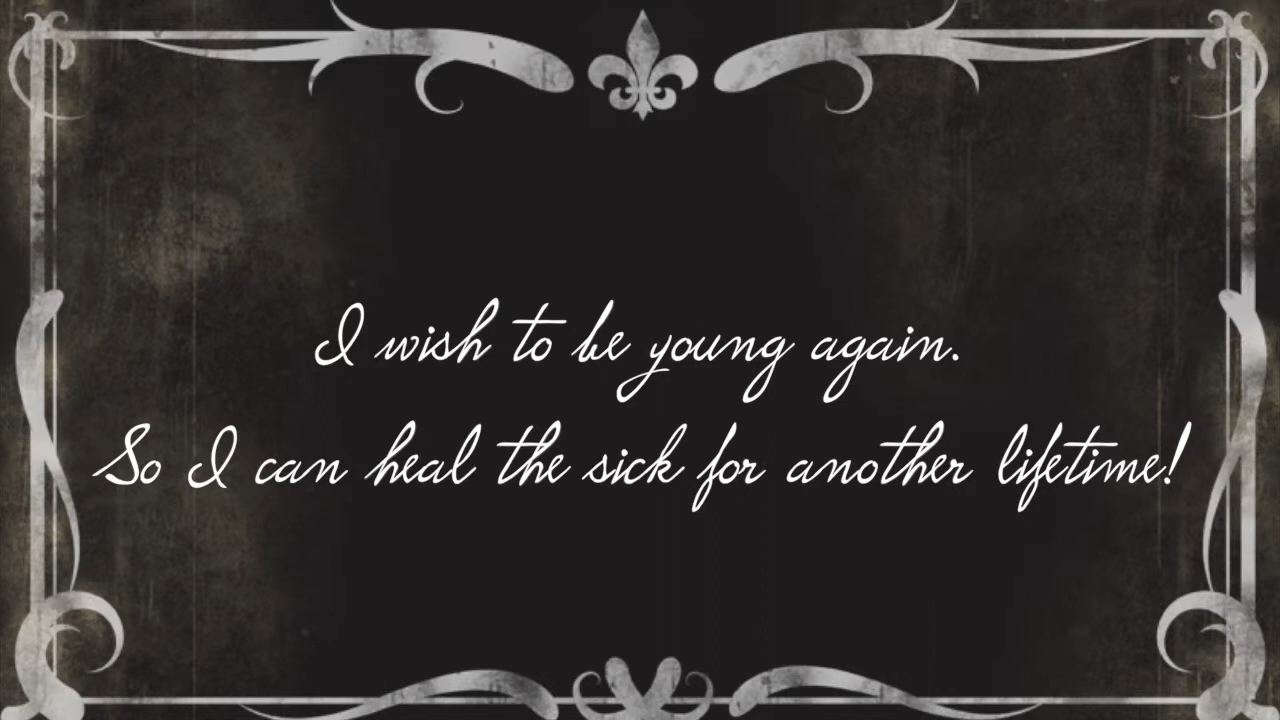 I wish to be young again.
So I can heal the sick for another lifetime!